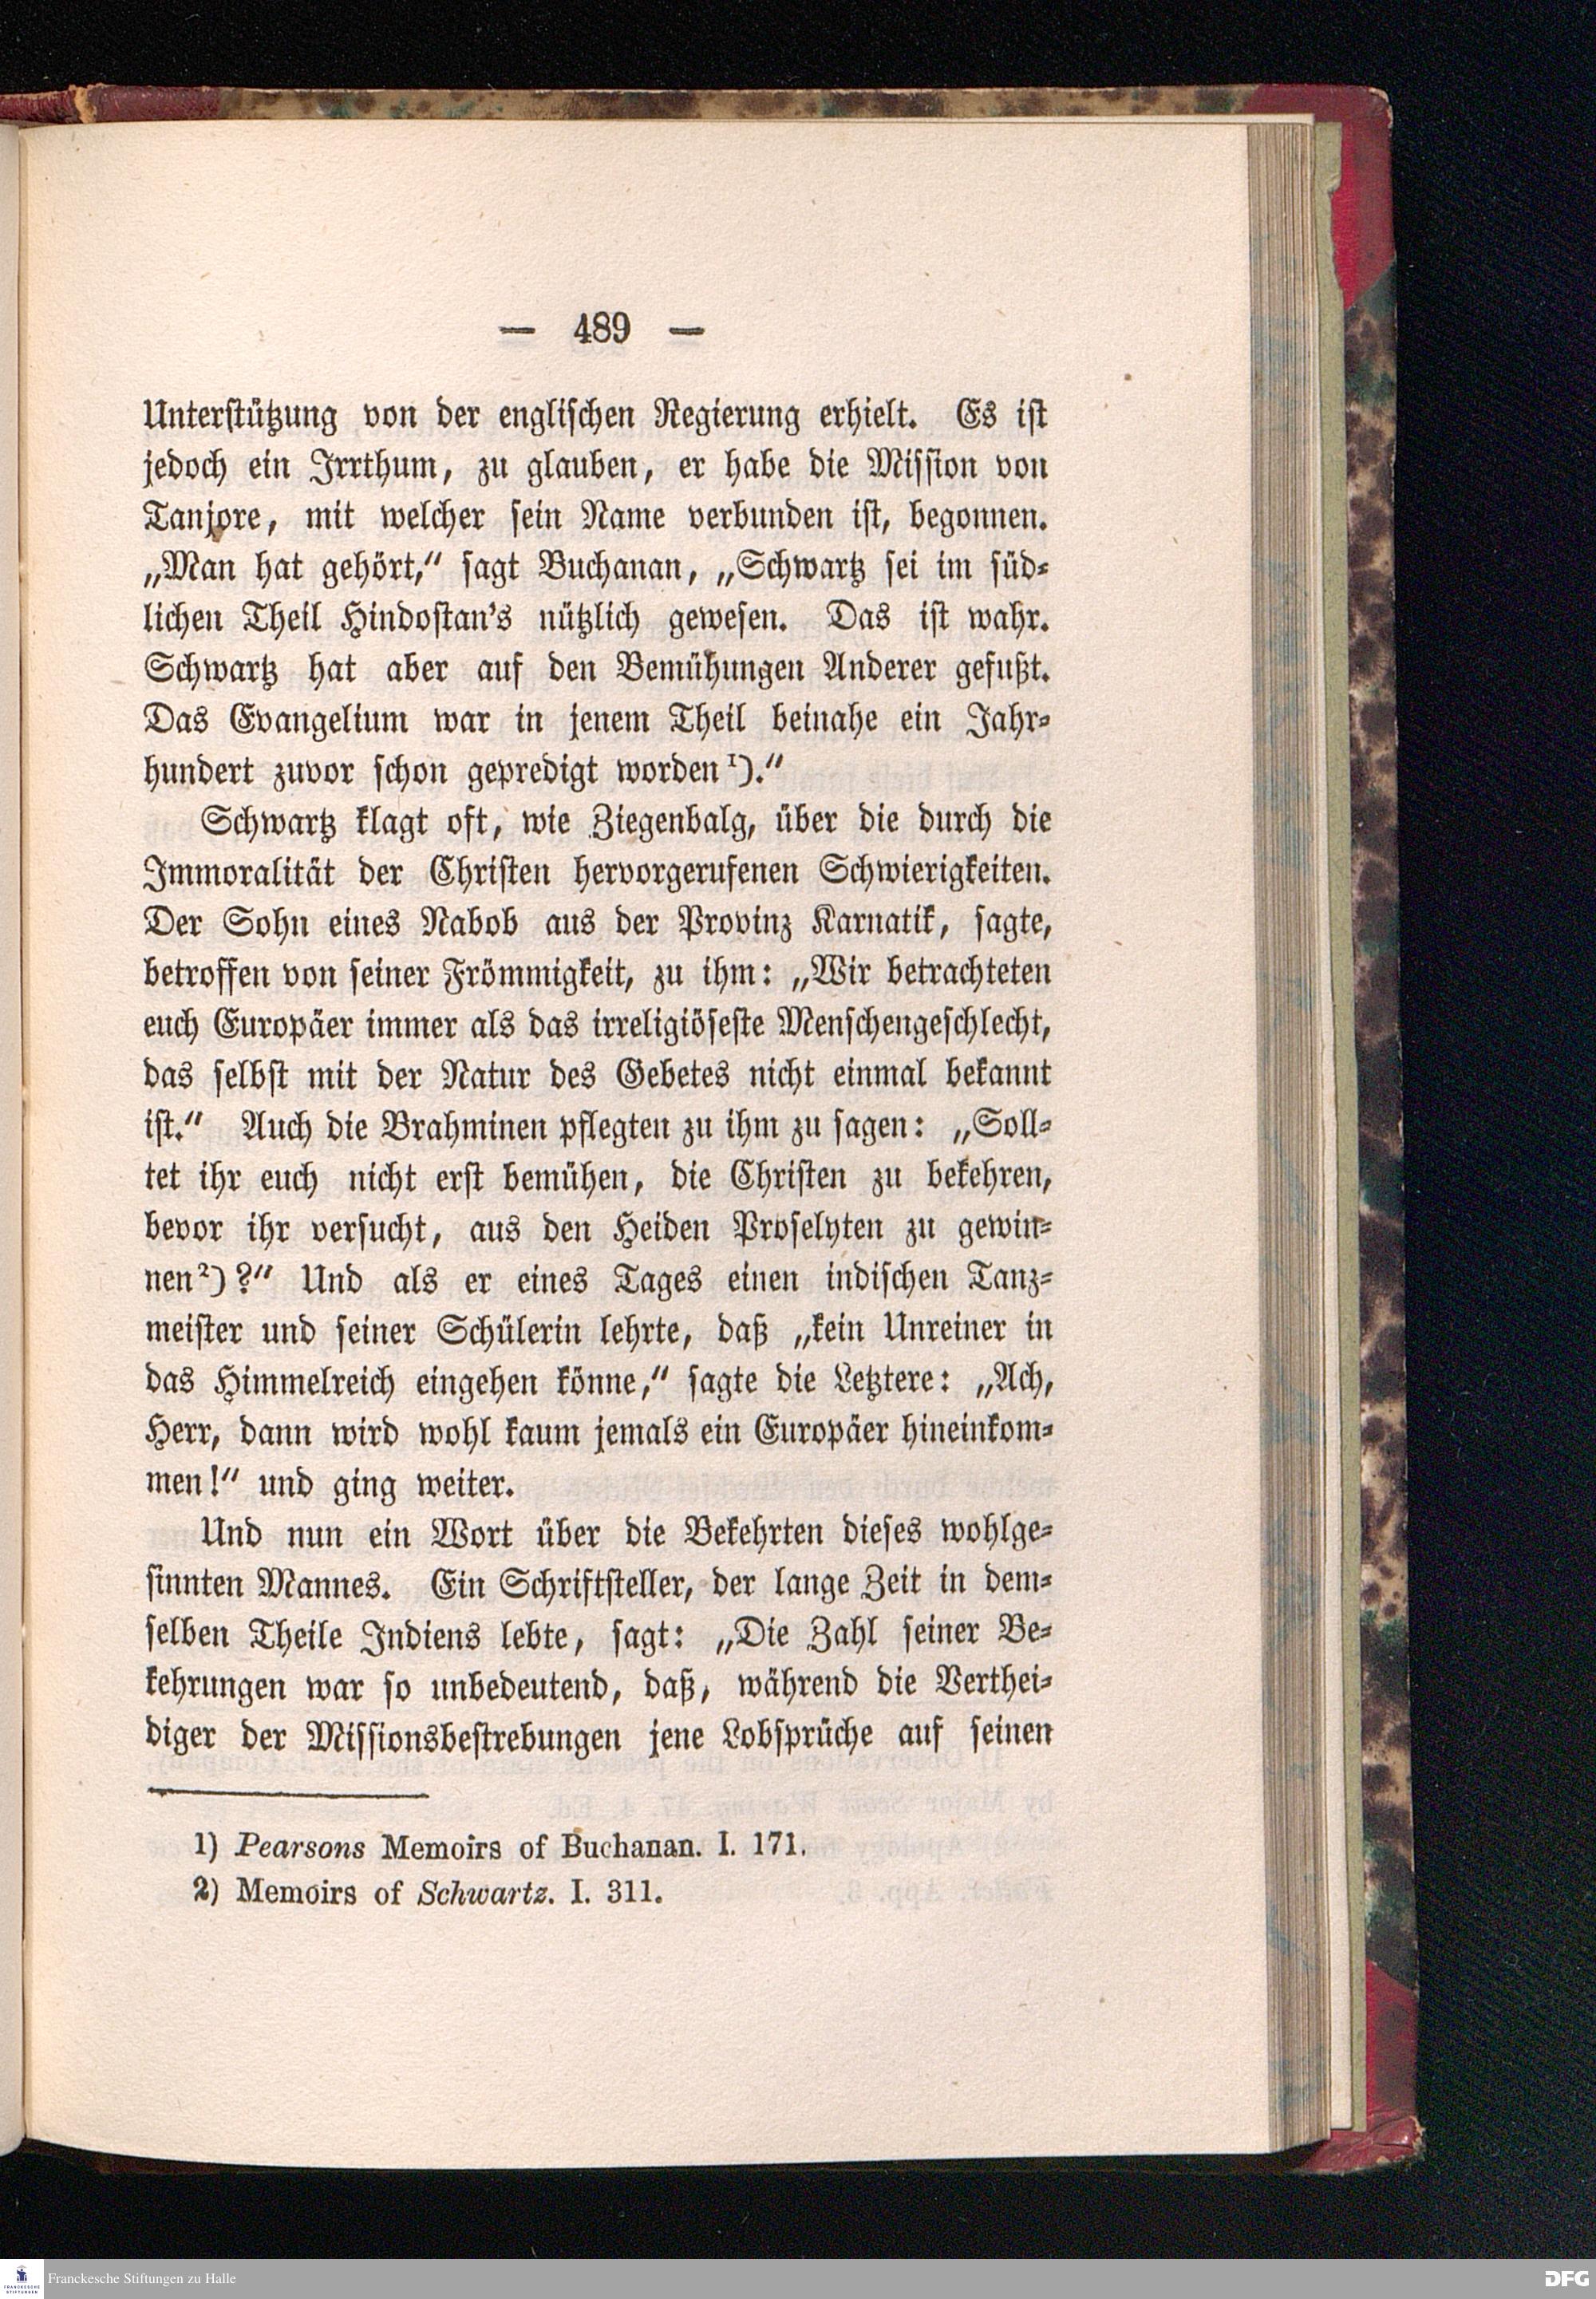 — 489 —
Unterstützung von der englischen Regierung erhielt. Es ist
jedoch ein Irrthum, zu glauben, er habe die Mission von
Tanjore, mit welcher sein Name verbunden ist, begonnen.
„Man hat gehört,“ sagt Buchanan, „Schwartz sei im süd-
lichen Theil Hindostan's nützlich gewesen. Das ist wahr.
Schwartz hat aber auf den Bemühungen Anderer gefußt.
Das Evangelium war in jenem Theil beinahe ein Jahr-
hundert zuvor schon gepredigt worden¹).“
Schwartz klagt oft, wie Ziegenbalg, über die durch die
Immoralität der Christen hervorgerufenen Schwierigkeiten.
Der Sohn eines Nabob aus der Provinz Karnatik, sagte,
betroffen von seiner Frömmigkeit, zu ihm: „Wir betrachteten
euch Europäer immer als das irreligiöseste Menschengeschlecht,
das selbst mit der Natur des Gebetes nicht einmal bekannt
ist.“ Auch die Brahminen pflegten zu ihm zu sagen: „Soll-
tet ihr euch nicht erst bemühen, die Christen zu bekehren,
bevor ihr versucht, aus den Heiden Proselyten zu gewin-
nen²)?“ Und als er eines Tages einen indischen Tanz-
meister und seiner Schülerin lehrte, daß „kein Unreiner in
das Himmelreich eingehen könne,“ sagte die Letztere: „Ach,
Herr, dann wird wohl kaum jemals ein Europäer hineinkom-
men!“ und ging weiter.
Und nun ein Wort über die Bekehrten dieses wohlge-
sinnten Mannes. Ein Schriftsteller, der lange Zeit in dem-
selben Theile Indiens lebte, sagt: „Die Zahl seiner Be-
kehrungen war so unbedeutend, daß, während die Verthei-
diger der Missionsbestrebungen jene Lobsprüche auf seinen
1) Pearsons Memoirs of Buchanan. I. 171.
2) Memoirs of Schwartz. I. 311.
FRANCKESCHE
STIFTUNGEN
Franckesche Stiftungen zu Halle
DFG